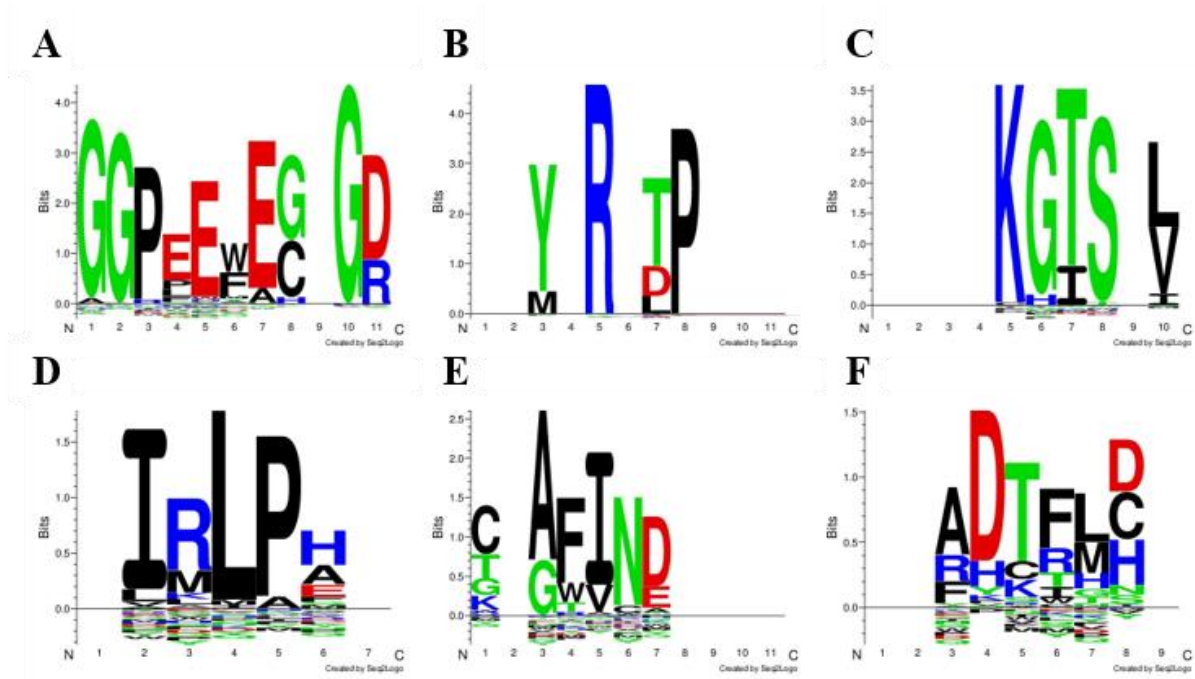 A
B
C
Bits
4.0
3.0
2.0
1.0
0.0
GGPEEWEG GD
P F A C R
N 1 2 3 4 5 6 7 8 9 10 11 C
Created by Seq2Logo
Bits
4.0
3.0
2.0
1.0
0.0
Y R T P
M D L
N 1 2 3 4 5 6 7 8 9 10 11 C
Created by Seq2Logo
Bits
3.5
3.0
2.5
2.0
1.5
1.0
0.5
0.0
KGTS L
H I V
N 1 2 3 4 5 6 7 8 9 10 C
Created by Seq2Logo
D
E
F
Bits
1.5
1.0
0.5
0.0
IRLPH
L M A A
E
N 1 2 3 4 5 6 7 C
Created by Seq2Logo
Bits
2.5
2.0
1.5
1.0
0.5
0.0
C AFIND
T G W V E
G
K
N 1 2 3 4 5 6 7 C
Created by Seq2Logo
Bits
1.5
1.0
0.5
0.0
ADTFLD
R H C R M C
F K T H H
N 1 2 3 4 5 6 7 8 9 C
Created by Seq2Logo